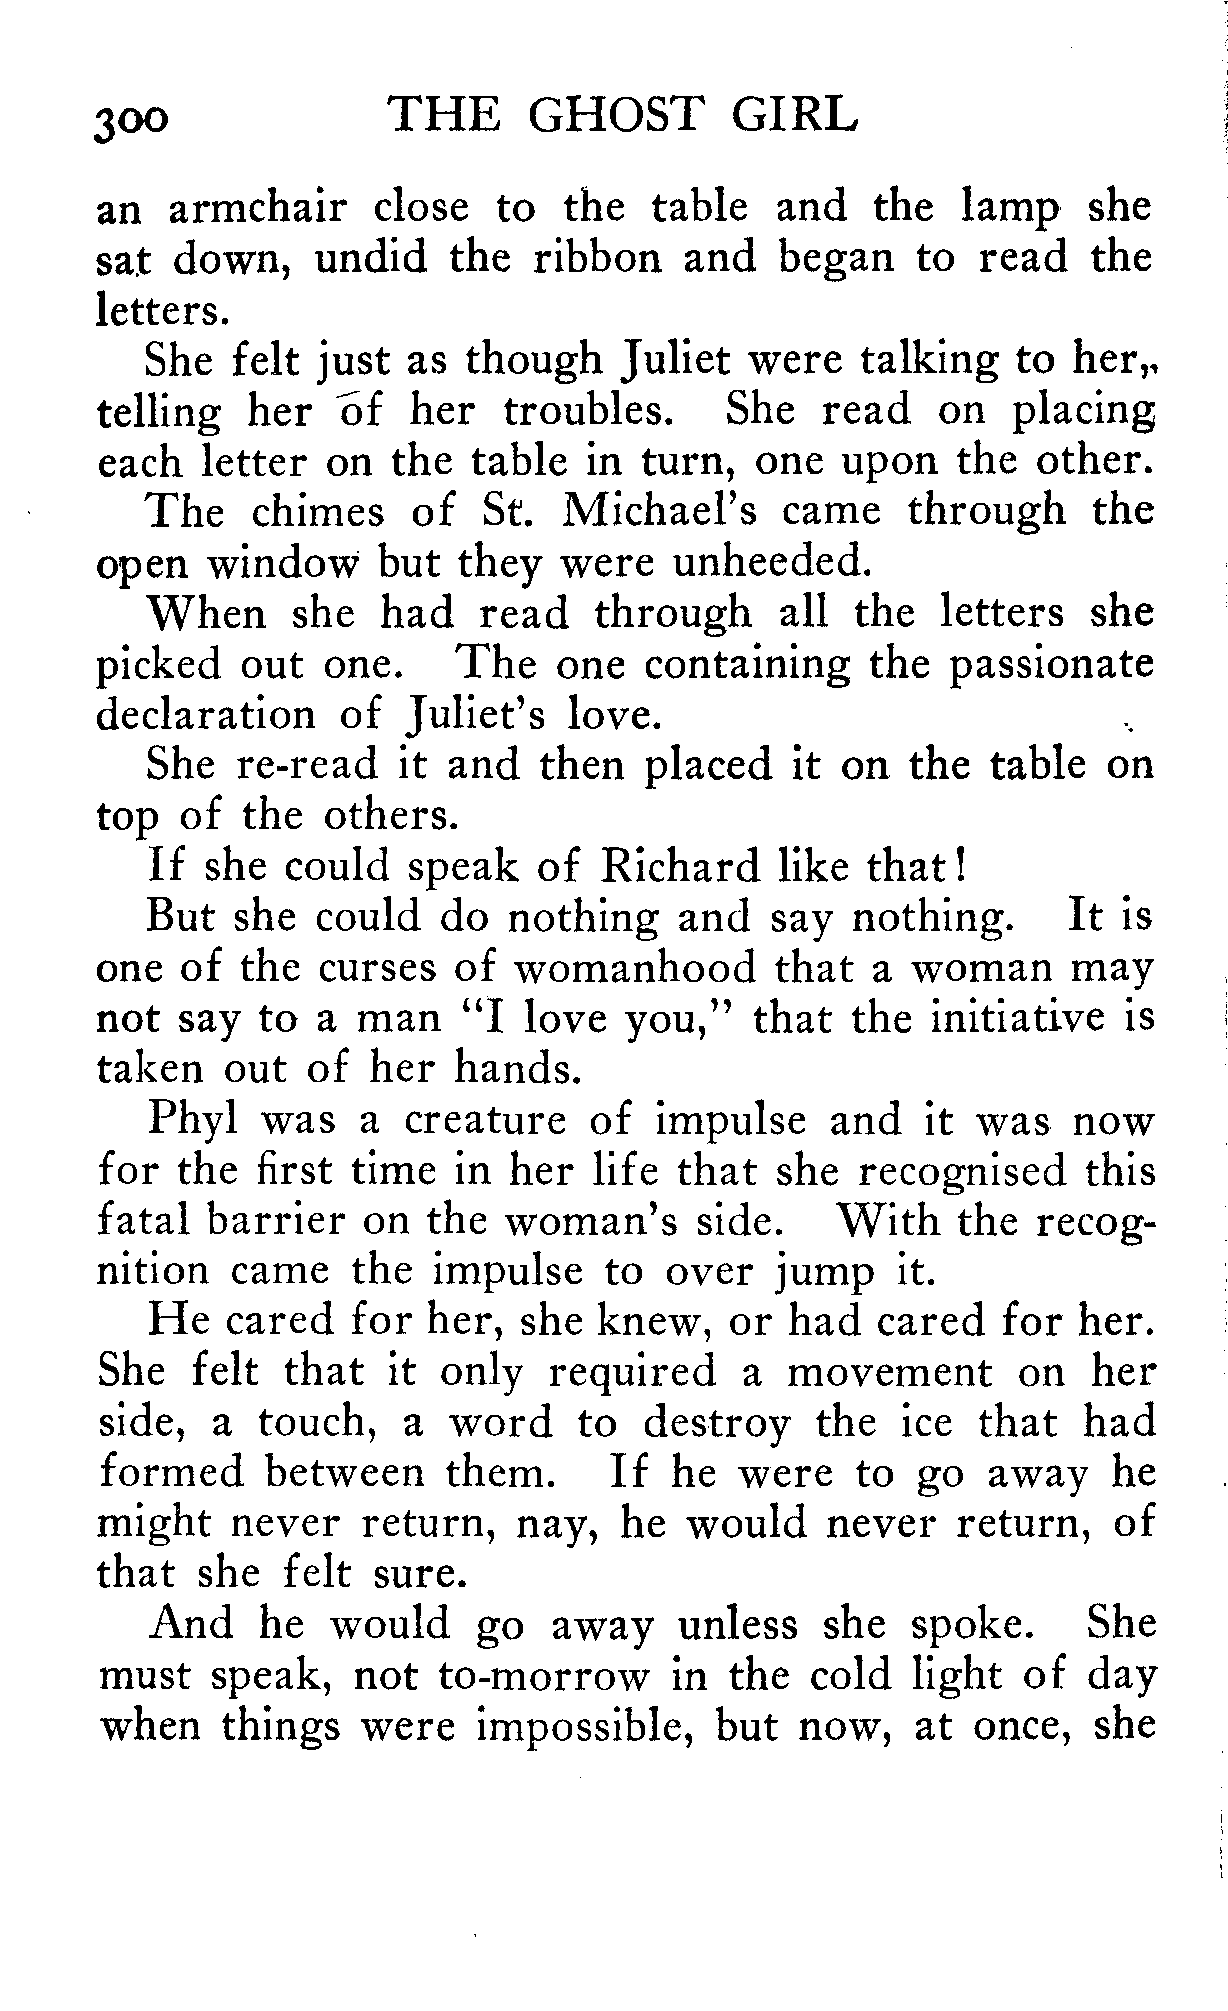 300 THE GHOST GIRL
an armchair close to the table and the lamp she
sat down, undid the ribbon and began to read the
letters.
She felt just as though Juliet were talking to her,
telling her of her troubles. She read on placing
each letter on the table in turn, one upon the other.
The chimes of St. Michael's came through the
open window but they were unheeded.
When she had read through all the letters she
picked out one. The one containing the passionate
declaration of Juliet's love.
She re-read it and then placed it on the table on
top of the others.
If she could speak of Richard like that!
But she could do nothing and say nothing. It is
one of the curses of womanhood that a woman may
not say to a man "I love you," that the initiative is
taken out of her hands.
Phyl was a creature of impulse and it was now
for the first time in her life that she recognised this
fatal barrier on the woman's side. With the recog-
nition came the impulse to over jump it.
He cared for her, she knew, or had cared for her.
She felt that it only required a movement on her
side, a touch, a word to destroy the ice that had
formed between them. If he were to go away he
might never return, nay, he would never return, of
that she felt sure.
And he would go away unless she spoke. She
must speak, not to-morrow in the cold light of day
when things were impossible, but now, at once, she